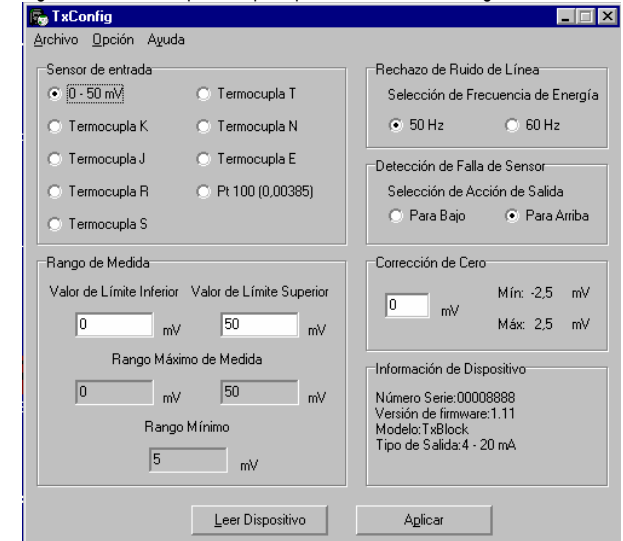 TxConfig
Archivo Opción Ayuda
Sensor de entrada
0 - 50 mV
Termocupla T
Termocupla K
Termocupla N
Termocupla J
Termocupla E
Termocupla R
Pt 100 (0,00385)
Termocupla S
Rechazo de Ruido de Línea
Selección de Frecuencia de Energía
50 Hz
60 Hz
Detección de Falla de Sensor
Selección de Acción de Salida
Para Bajo
Para Arriba
Rango de Medida
Valor de Límite Inferior
Valor de Límite Superior
0 mV
50 mV
Rango Máximo de Medida
0 mV
50 mV
Rango Mínimo
5 mV
Corrección de Cero
0 mV
Mín: -2,5 mV
Máx: 2,5 mV
Información de Dispositivo
Número Serie:00008888
Versión de firmware:1.11
Modelo:TxBlock
Tipo de Salida:4 - 20 mA
Leer Dispositivo
Aplicar